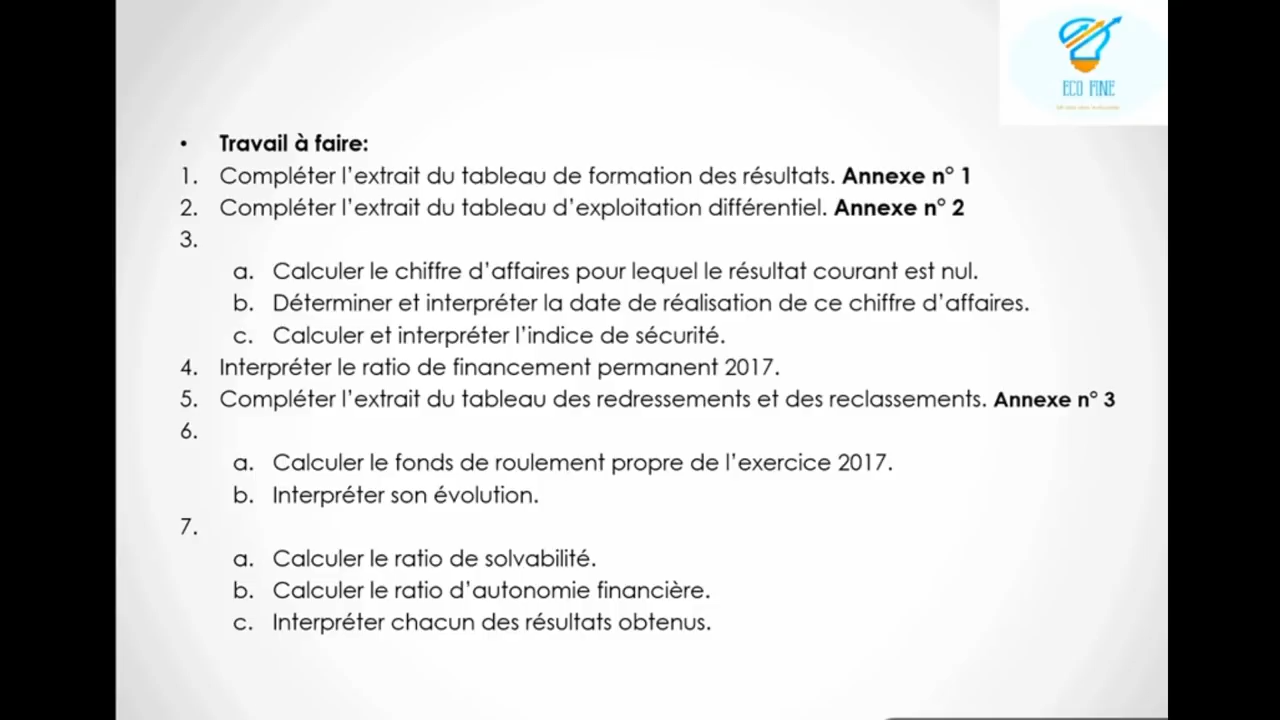 ECO FINE
• Travail à faire:
1. Compléter l’extrait du tableau de formation des résultats. Annexe n° 1
2. Compléter l’extrait du tableau d’exploitation différentiel. Annexe n° 2
3.
a. Calculer le chiffre d’affaires pour lequel le résultat courant est nul.
b. Déterminer et interpréter la date de réalisation de ce chiffre d’affaires.
c. Calculer et interpréter l’indice de sécurité.
4. Interpréter le ratio de financement permanent 2017.
5. Compléter l’extrait du tableau des redressements et des reclassements. Annexe n° 3
6.
a. Calculer le fonds de roulement propre de l’exercice 2017.
b. Interpréter son évolution.
7.
a. Calculer le ratio de solvabilité.
b. Calculer le ratio d’autonomie financière.
c. Interpréter chacun des résultats obtenus.